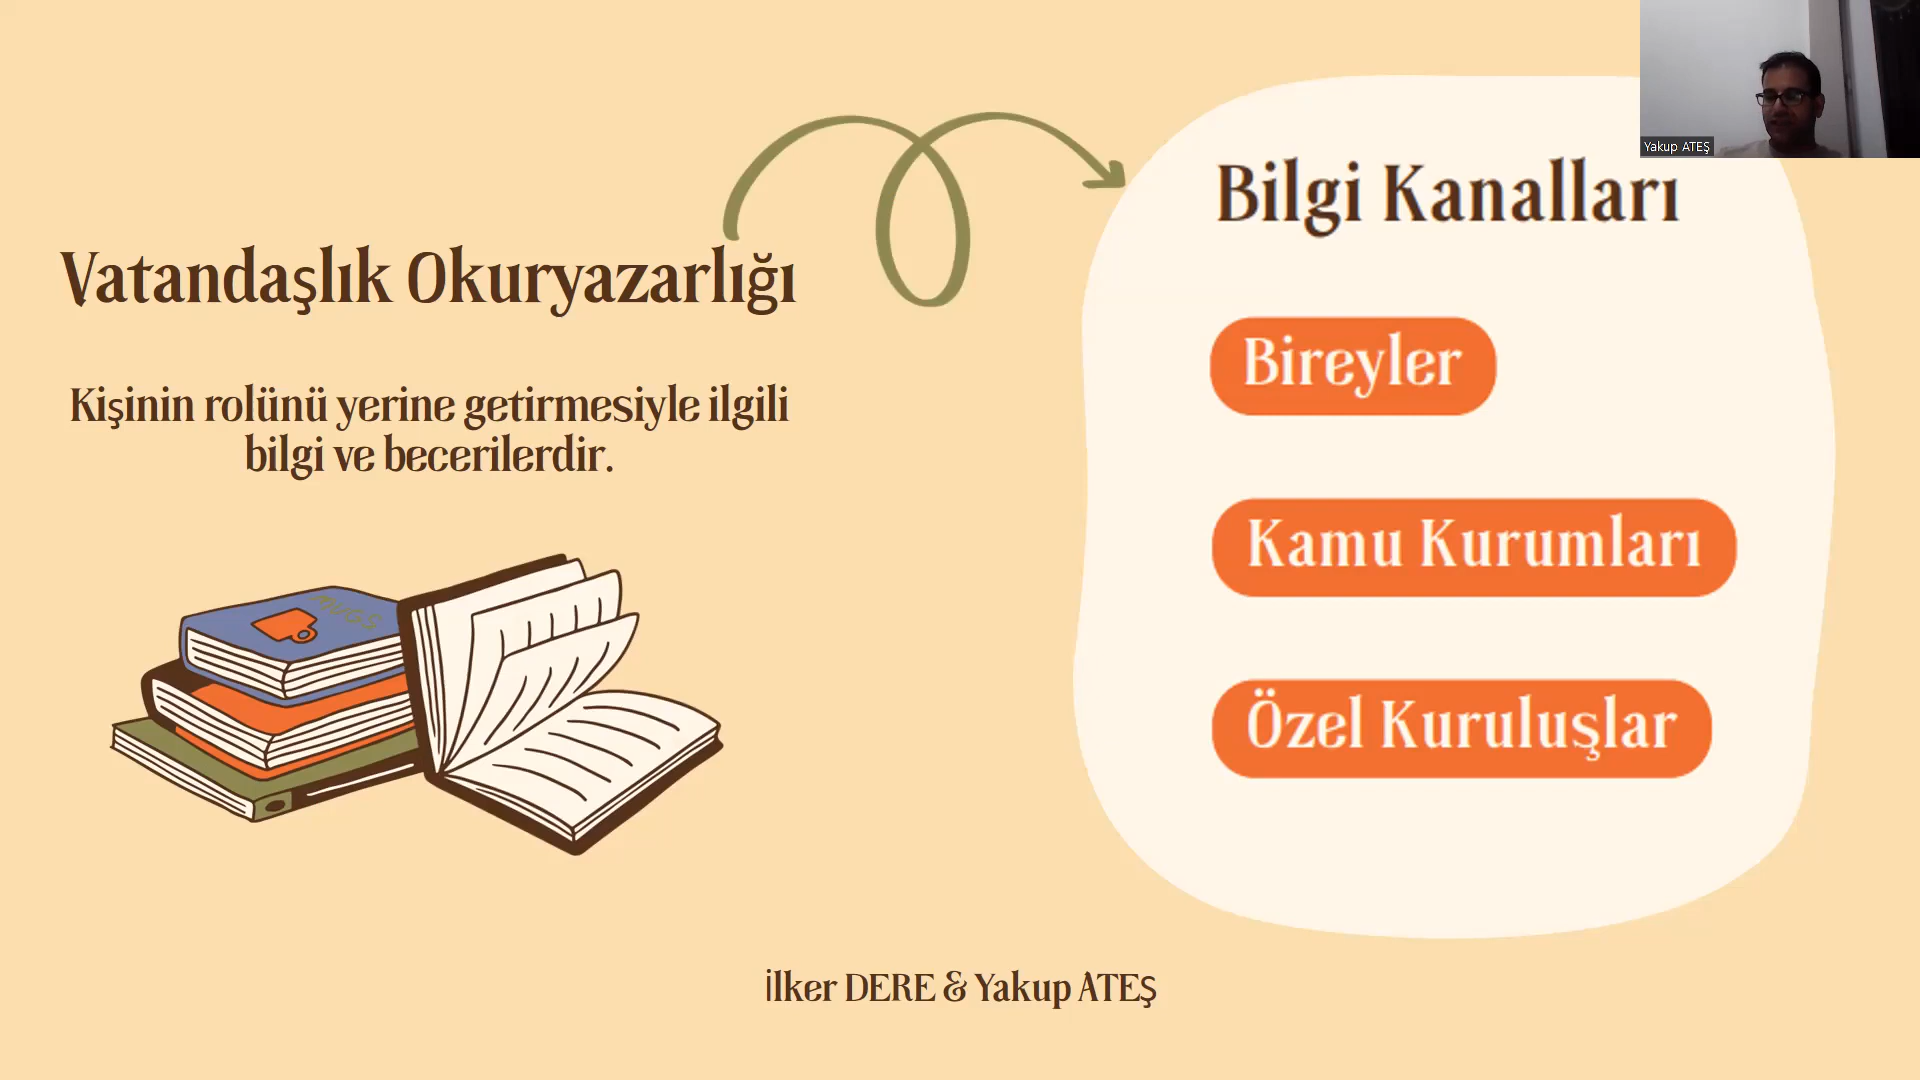 Vatandaşlık Okuryazarlığı
Kişinin rolünü yerine getirmesiyle ilgili
bilgi ve becerilerdir.
Bilgi Kanalları
Bireyler
Kamu Kurumları
Özel Kuruluşlar
İlker DERE & Yakup ATEŞ
Yakup ATEŞ